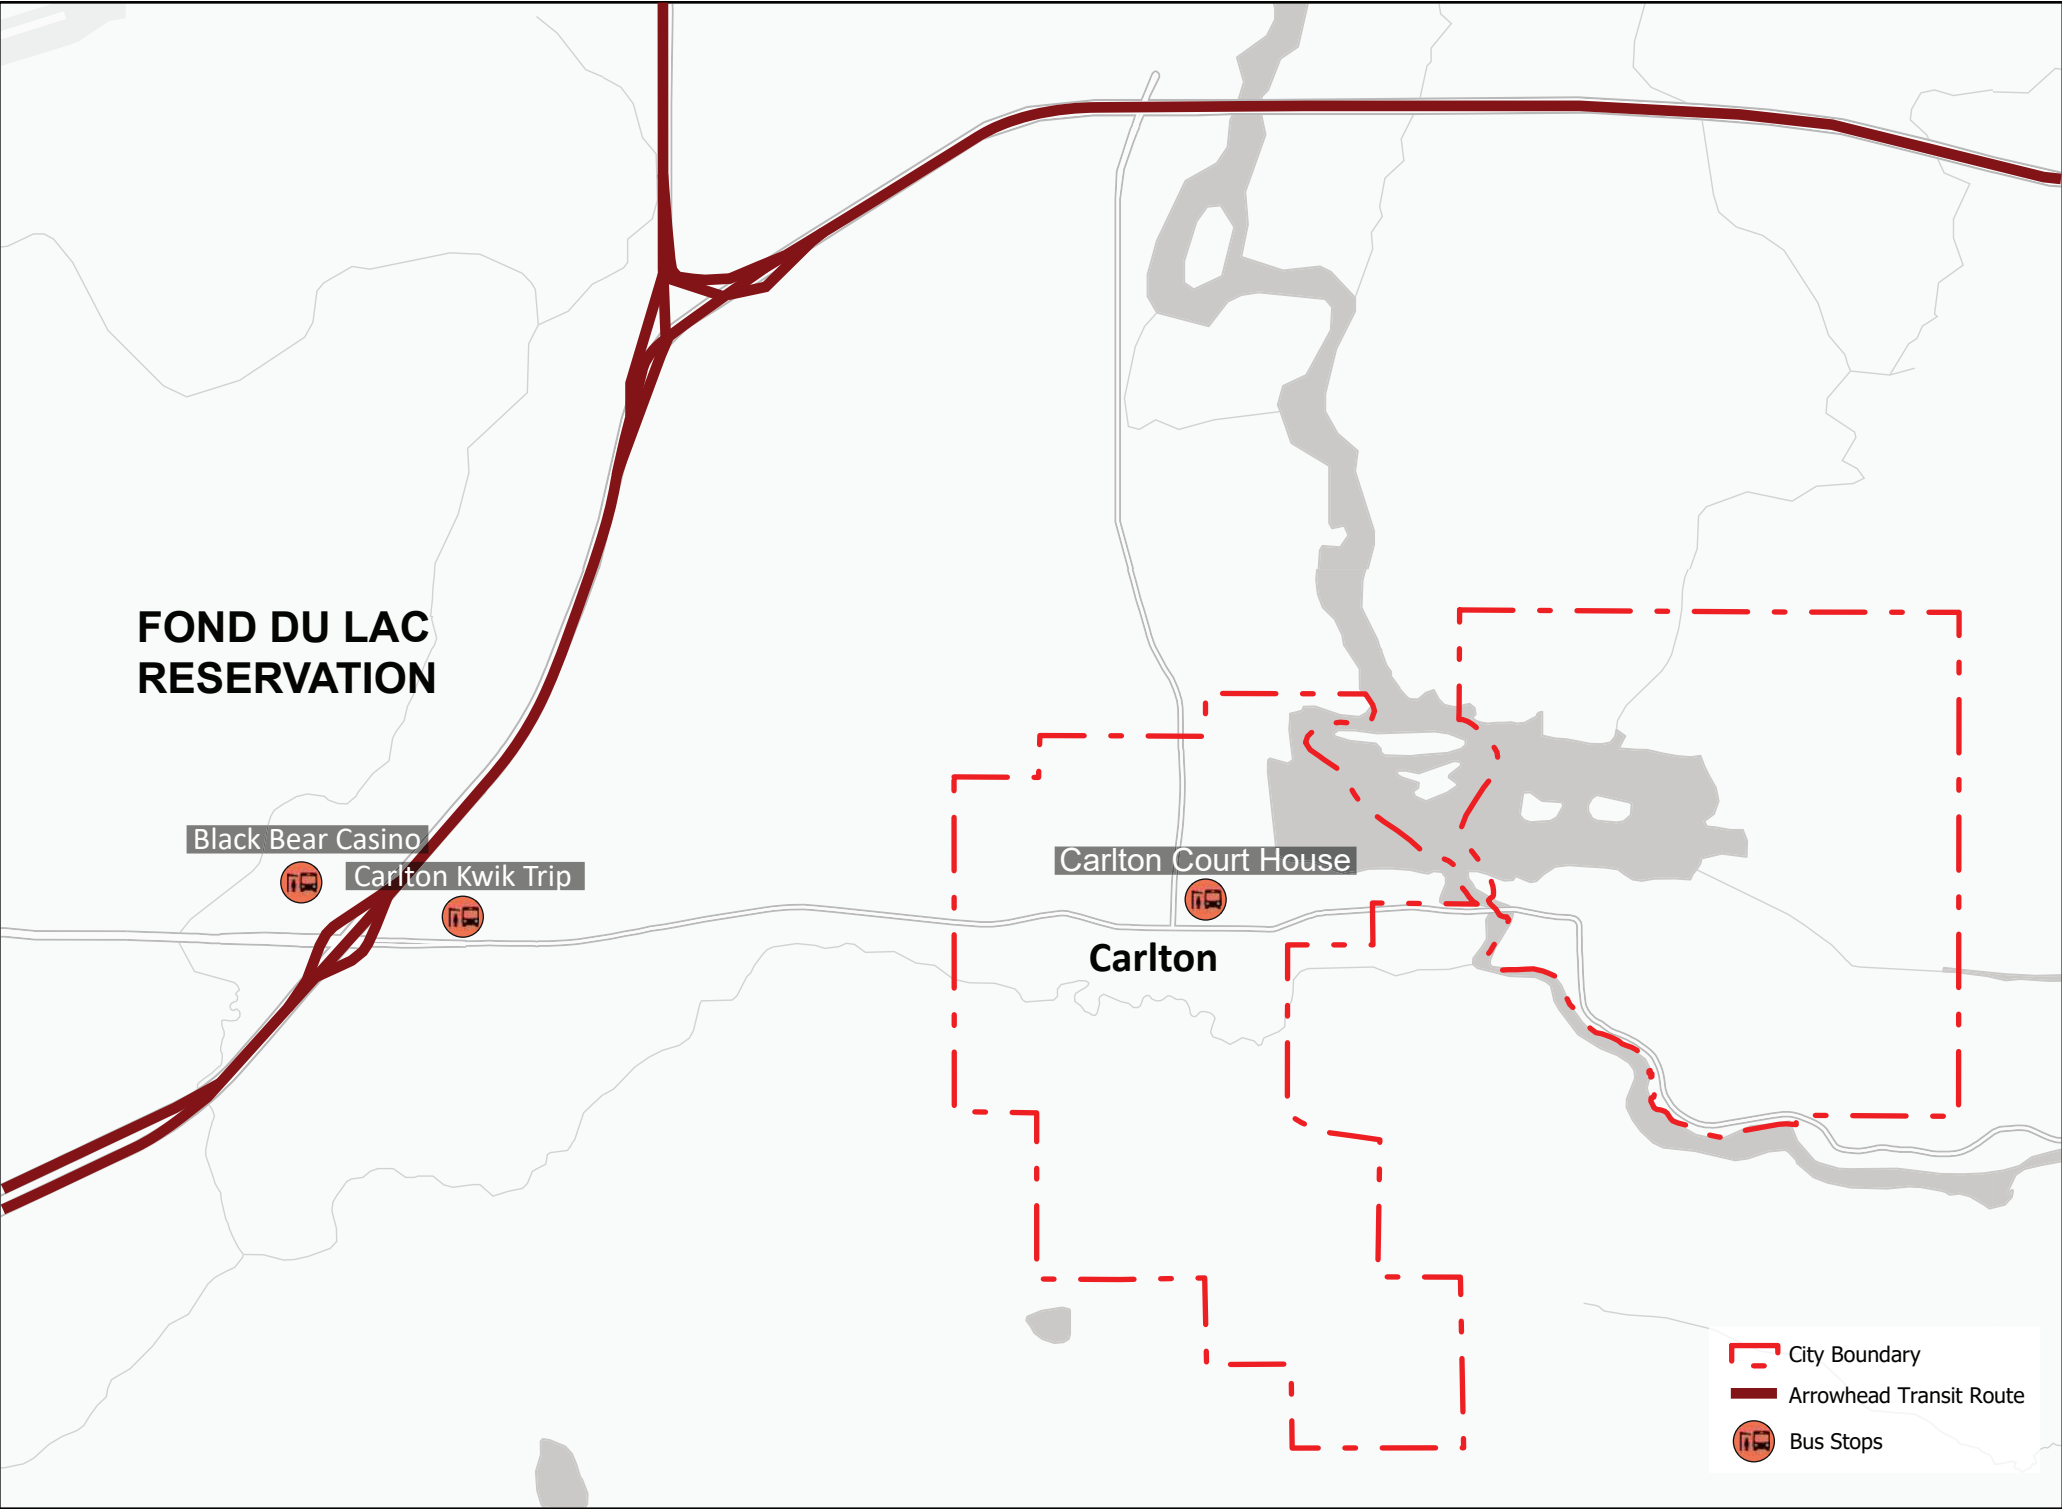 FOND DU LAC
RESERVATION
Black Bear Casino
Carlton Kwik Trip
Carlton Court House
Carlton
City Boundary
Arrowhead Transit Route
Bus Stops